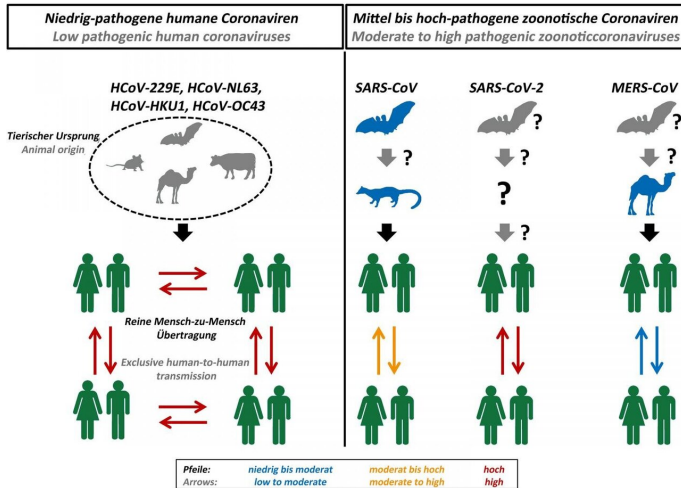 Niedrig-pathogene humane Coronaviren
Low pathogenic human coronaviruses
Mittel bis hoch-pathogene zoonotische Coronaviren
Moderate to high pathogenic zoonoticcoronaviruses
HCoV-229E, HCoV-NL63,
HCoV-HKU1, HCoV-OC43
Tierischer Ursprung
Animal origin
Reine Mensch-zu-Mensch
Übertragung
Exclusive human-to-human
transmission
SARS-CoV
SARS-CoV-2
MERS-CoV
? ?
? ? ?
?
?
Pfeile: niedrig bis moderat moderat bis hoch hoch
Arrows: low to moderate moderate to high high